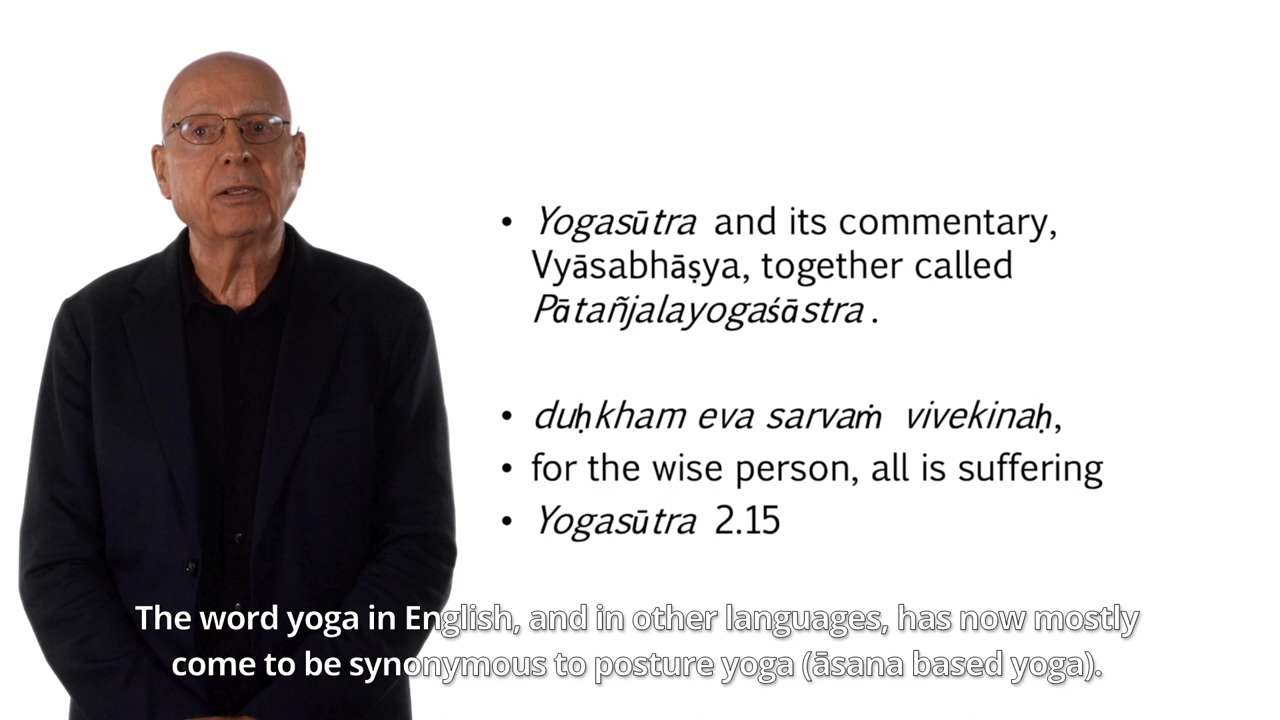 • Yogasūtra and its commentary,
Vyāsabhāṣya, together called
Pātañjalayogaśāstra .
• duḥkham eva sarvaṁ vivekinaḥ,
• for the wise person, all is suffering
• Yogasūtra 2.15
The word yoga in English, and in other languages, has now mostly
come to be synonymous to posture yoga (āsana based yoga).